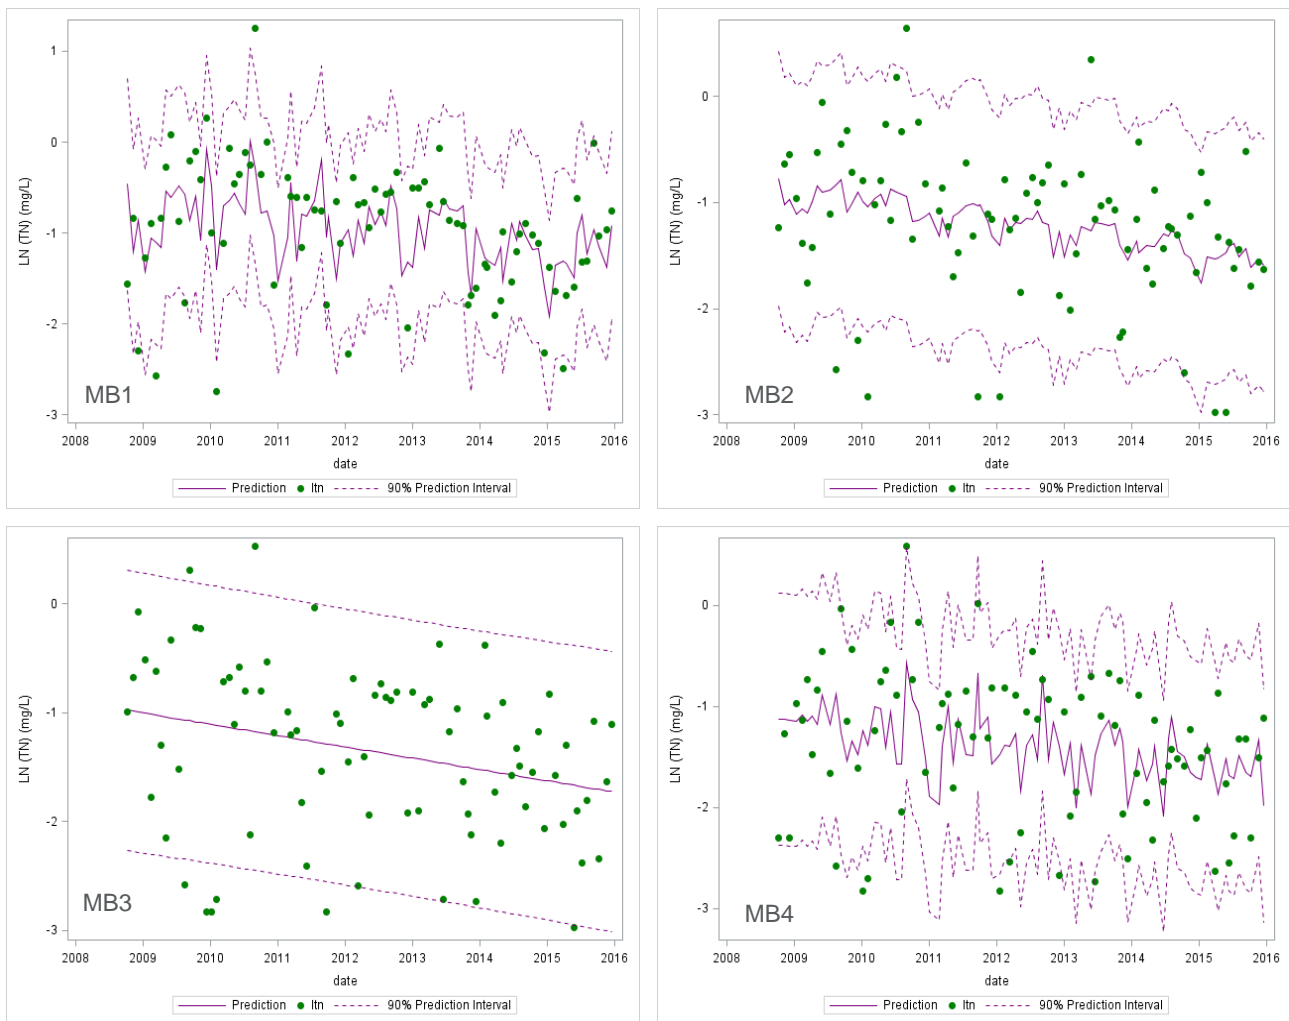 1
0
-1
-2
-3
LN (TN) (mg/L)
MB1
2008 2009 2010 2011 2012 2013 2014 2015 2016
date
Prediction ltn 90% Prediction Interval
0
-1
-2
-3
LN (TN) (mg/L)
MB2
2008 2009 2010 2011 2012 2013 2014 2015 2016
date
Prediction ltn 90% Prediction Interval
0
-1
-2
-3
LN (TN) (mg/L)
MB3
2008 2009 2010 2011 2012 2013 2014 2015 2016
date
Prediction ltn 90% Prediction Interval
0
-1
-2
-3
LN (TN) (mg/L)
MB4
2008 2009 2010 2011 2012 2013 2014 2015 2016
date
Prediction ltn 90% Prediction Interval